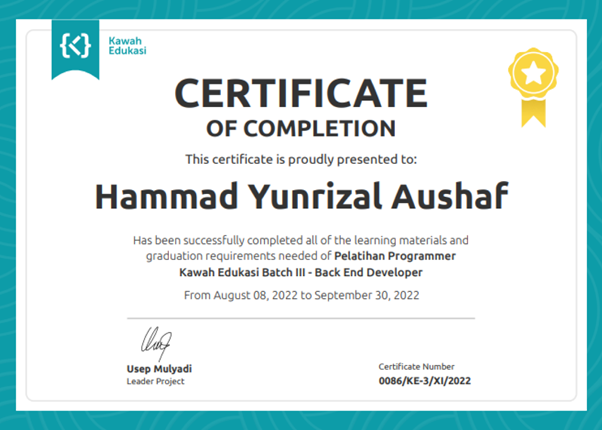 Kawah
Edukasi
CERTIFICATE
OF COMPLETION
This certificate is proudly presented to:
Hammad Yunrizal Aushaf
Has been successfully completed all of the learning materials and
graduation requirements needed of Pelatihan Programmer
Kawah Edukasi Batch III - Back End Developer
From August 08, 2022 to September 30, 2022
Usep Mulyadi
Leader Project
Certificate Number
0086/KE-3/XI/2022